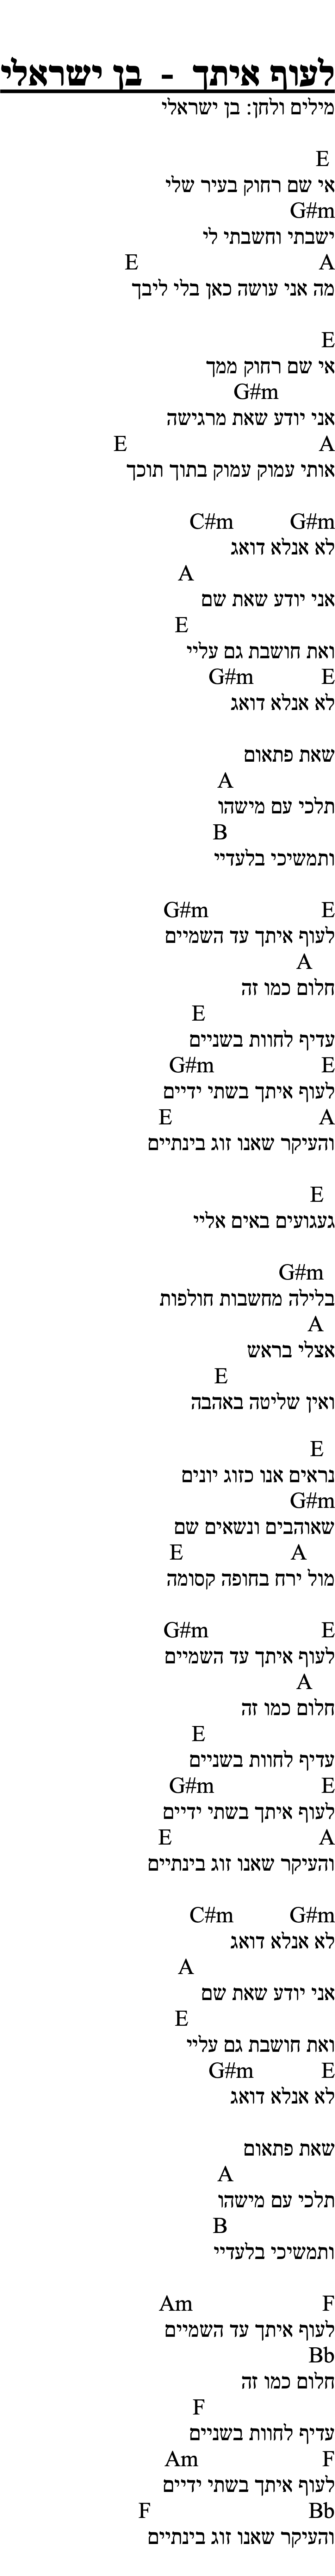 לעוף איתך - בן ישראלי
מילים ולחן: בן ישראלי
E
אי שם רחוק בעיר שלי
G#m
ישבתי וחשבתי לי
A E
מה אני עושה כאן בלי ליבך
E
אי שם רחוק ממך
G#m
אני יודע שאת מרגישה
A E
אותי עמוק עמוק בתוך תוכך
G#m C#m
לא אנלא דואג
A
אני יודע שאת שם
E
ואת חושבת גם עליי
E G#m
לא אנלא דואג
שאת פתאום
A
תלכי עם מישהו
B
ותמשיכי בלעדיי
E G#m
לעוף איתך עד השמיים
A
חלום כמו זה
E
עדיף לחוות בשניים
E G#m
לעוף איתך בשתי ידיים
A E
והעיקר שאנו זוג בינתיים
E
געגועים באים אליי
G#m
בלילה מחשבות חולפות
A
אצלי בראש
E
ואין שליטה באהבה
E
נראים אנו כזוג יונים
G#m
שאוהבים ונשאים שם
A E
מול ירח בחופה קסומה
E G#m
לעוף איתך עד השמיים
A
חלום כמו זה
E
עדיף לחוות בשניים
E G#m
לעוף איתך בשתי ידיים
A E
והעיקר שאנו זוג בינתיים
G#m C#m
לא אנלא דואג
A
אני יודע שאת שם
E
ואת חושבת גם עליי
E G#m
לא אנלא דואג
שאת פתאום
A
תלכי עם מישהו
B
ותמשיכי בלעדיי
F Am
לעוף איתך עד השמיים
Bb
חלום כמו זה
F
עדיף לחוות בשניים
F Am
לעוף איתך בשתי ידיים
Bb F
והעיקר שאנו זוג בינתיים